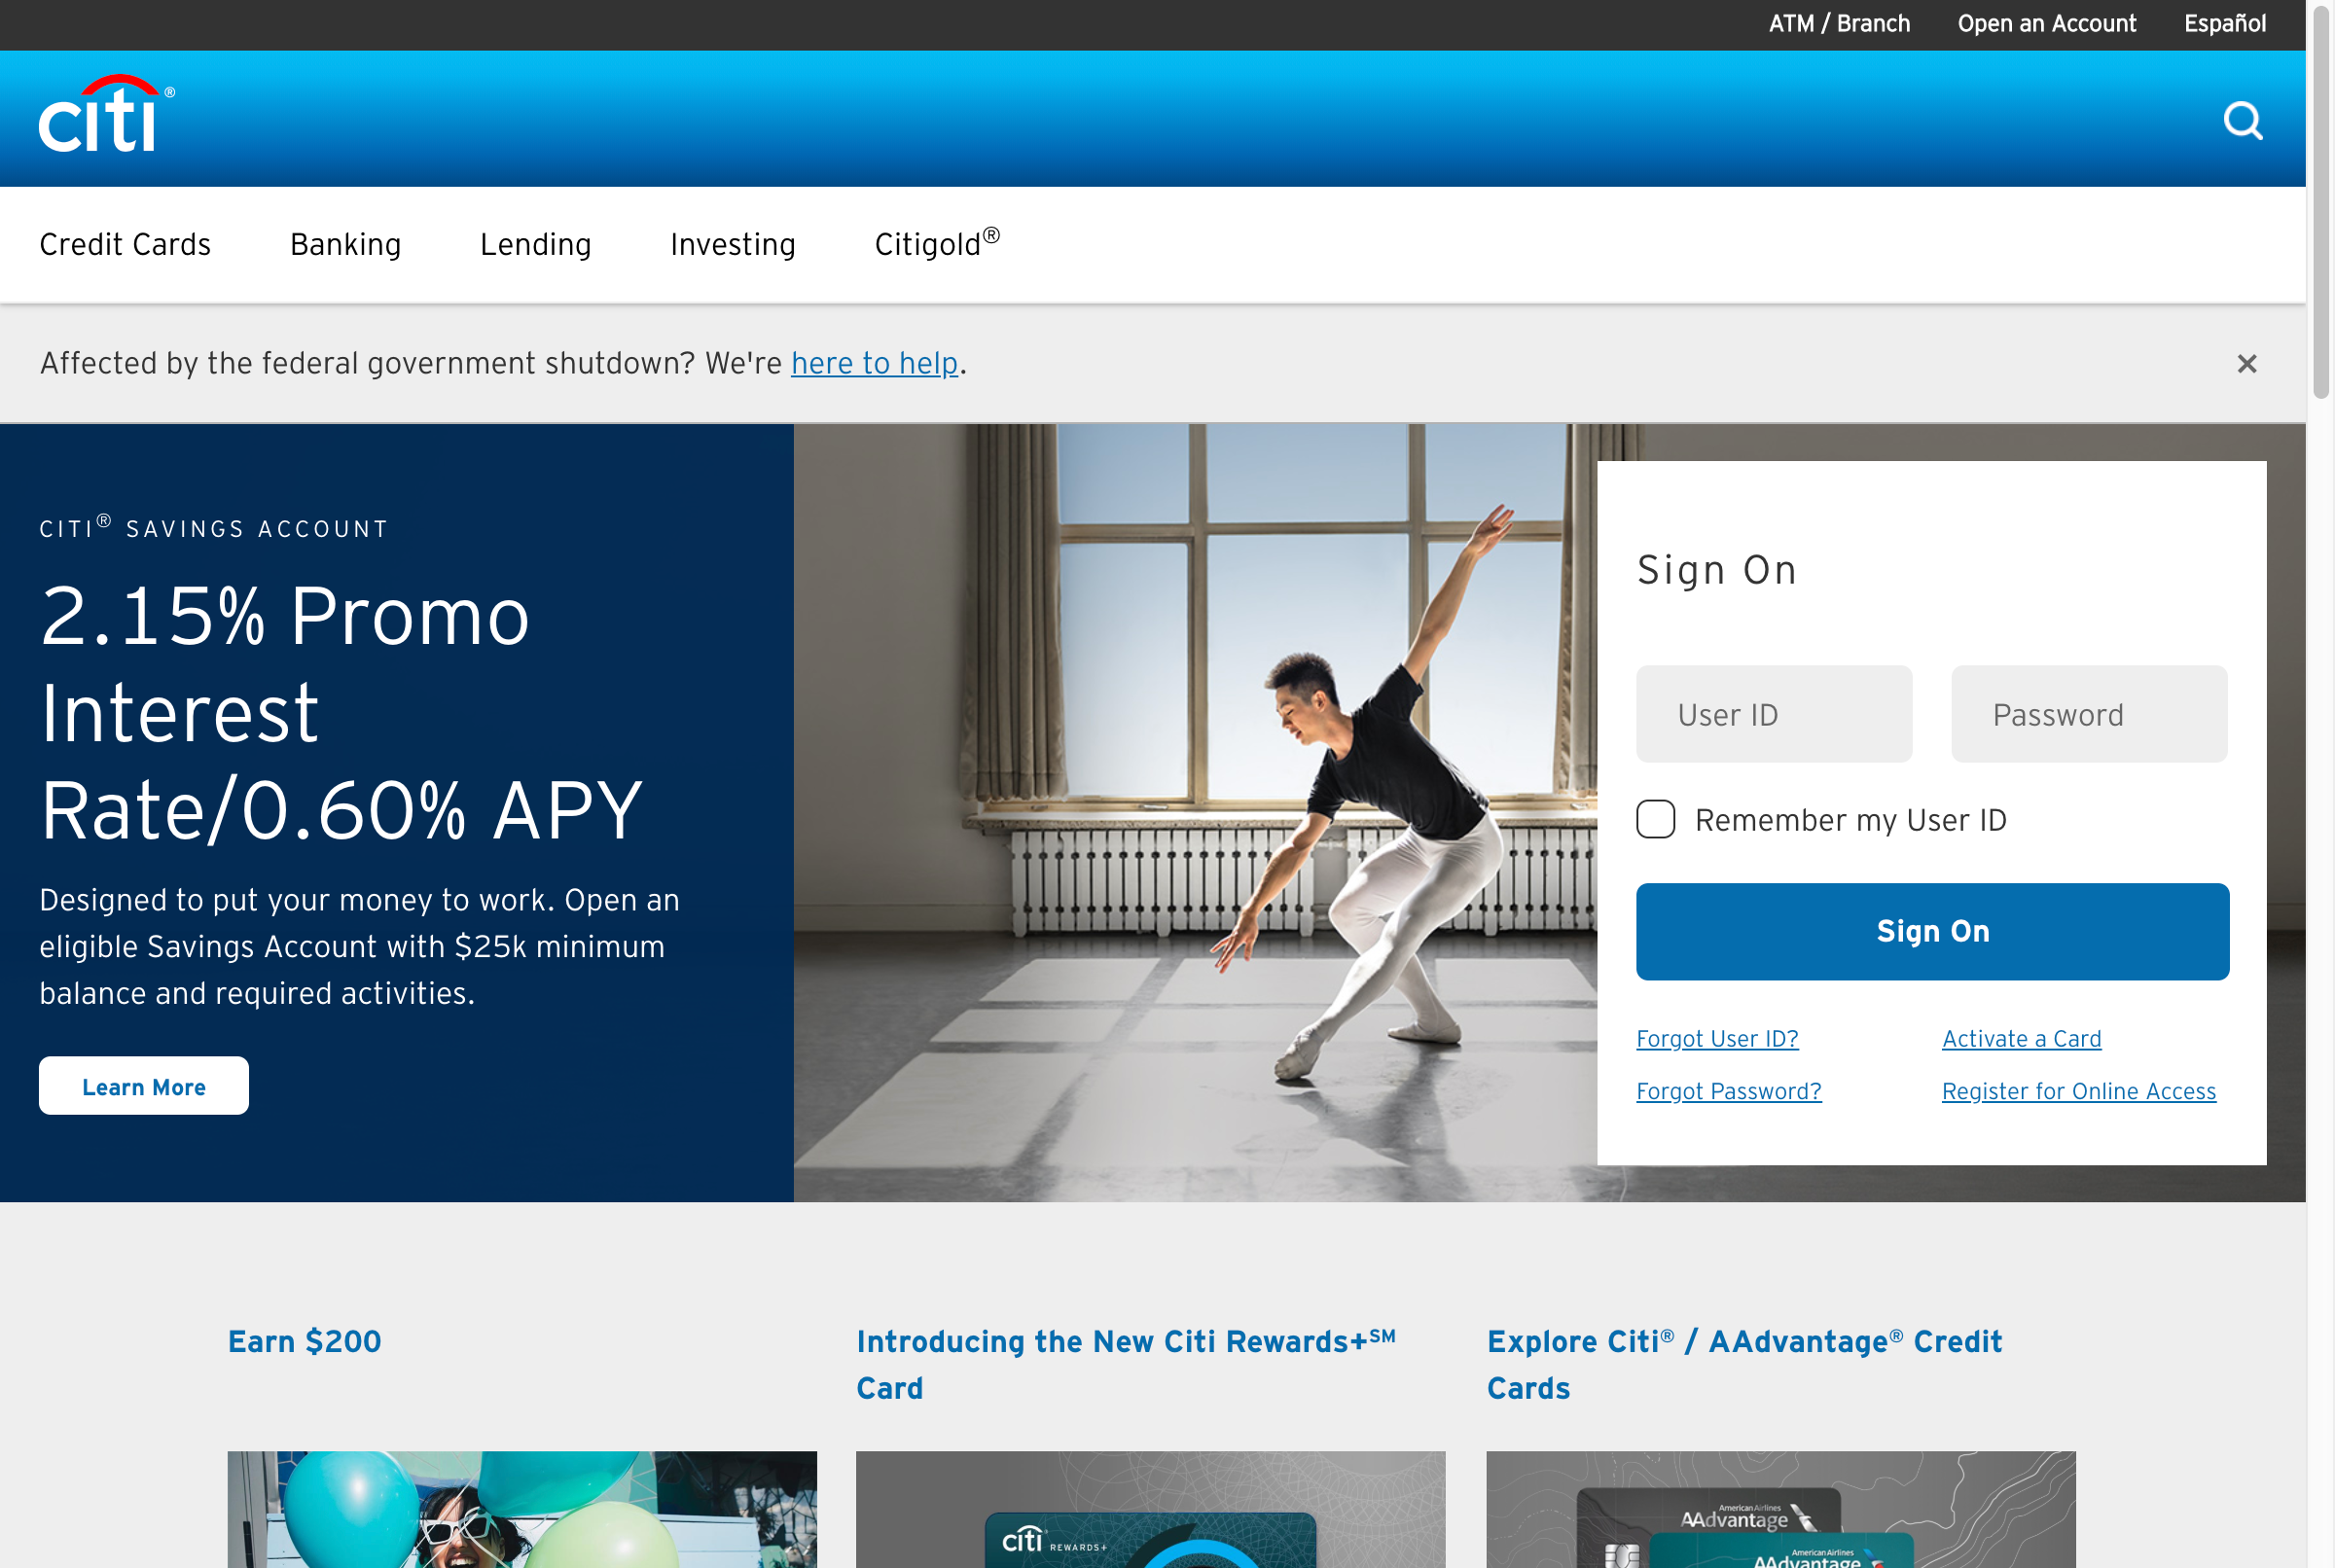 ATM / Branch Open an Account Español
citi®
Credit Cards Banking Lending Investing Citigold®
Affected by the federal government shutdown? We're here to help.
CITI® SAVINGS ACCOUNT
2.15% Promo
Interest
Rate/0.60% APY
Designed to put your money to work. Open an
eligible Savings Account with $25k minimum
balance and required activities.
Learn More
Sign On
User ID Password
Remember my User ID
Sign On
Forgot User ID? Activate a Card
Forgot Password? Register for Online Access
Earn $200
Introducing the New Citi Rewards+℠
Card
Explore Citi® / AAdvantage® Credit
Cards
citi REWARDS+
American Airlines
AAdvantage
American Airlines
AAdvantage